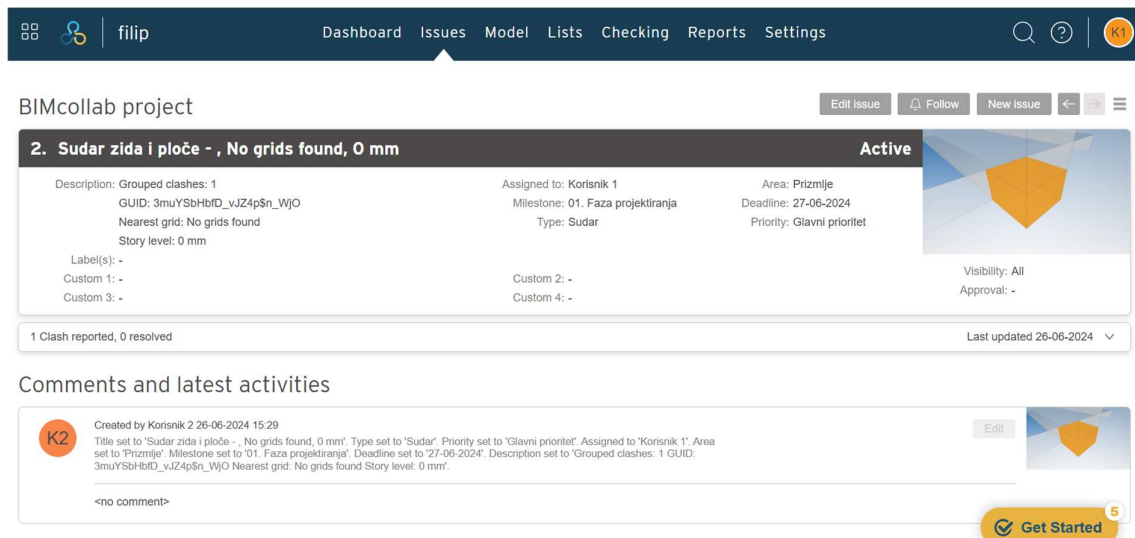 filip Dashboard Issues Model Lists Checking Reports Settings K1
BIMcollab project Edit issue Follow New issue
2. Sudar zida i ploče - , No grids found, 0 mm Active
Description: Grouped clashes: 1 Assigned to: Korisnik 1 Area: Prizmlje
GUID: 3muYSbHbfD_vJZ4p$n_WjO Milestone: 01. Faza projektiranja Deadline: 27-06-2024
Nearest grid: No grids found Type: Sudar Priority: Glavni prioritet
Story level: 0 mm
Label(s): -
Custom 1: - Custom 2: - Visibility: All
Custom 3: - Custom 4: - Approval: -
1 Clash reported, 0 resolved Last updated 26-06-2024
Comments and latest activities
K2 Created by Korisnik 2 26-06-2024 15:29 Edit
Title set to 'Sudar zida i ploče - , No grids found, 0 mm'. Type set to 'Sudar'. Priority set to 'Glavni prioritet'. Assigned to 'Korisnik 1'. Area
set to 'Prizmlje'. Milestone set to '01. Faza projektiranja'. Deadline set to '27-06-2024'. Description set to 'Grouped clashes: 1 GUID:
3muYSbHbfD_vJZ4p$n_WjO Nearest grid: No grids found Story level: 0 mm'.
<no comment>
5
Get Started